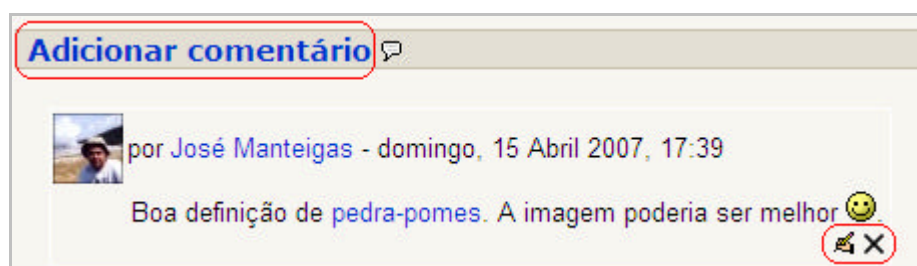 Adicionar comentário
por José Manteigas - domingo, 15 Abril 2007, 17:39
Boa definição de pedra-pomes. A imagem poderia ser melhor .